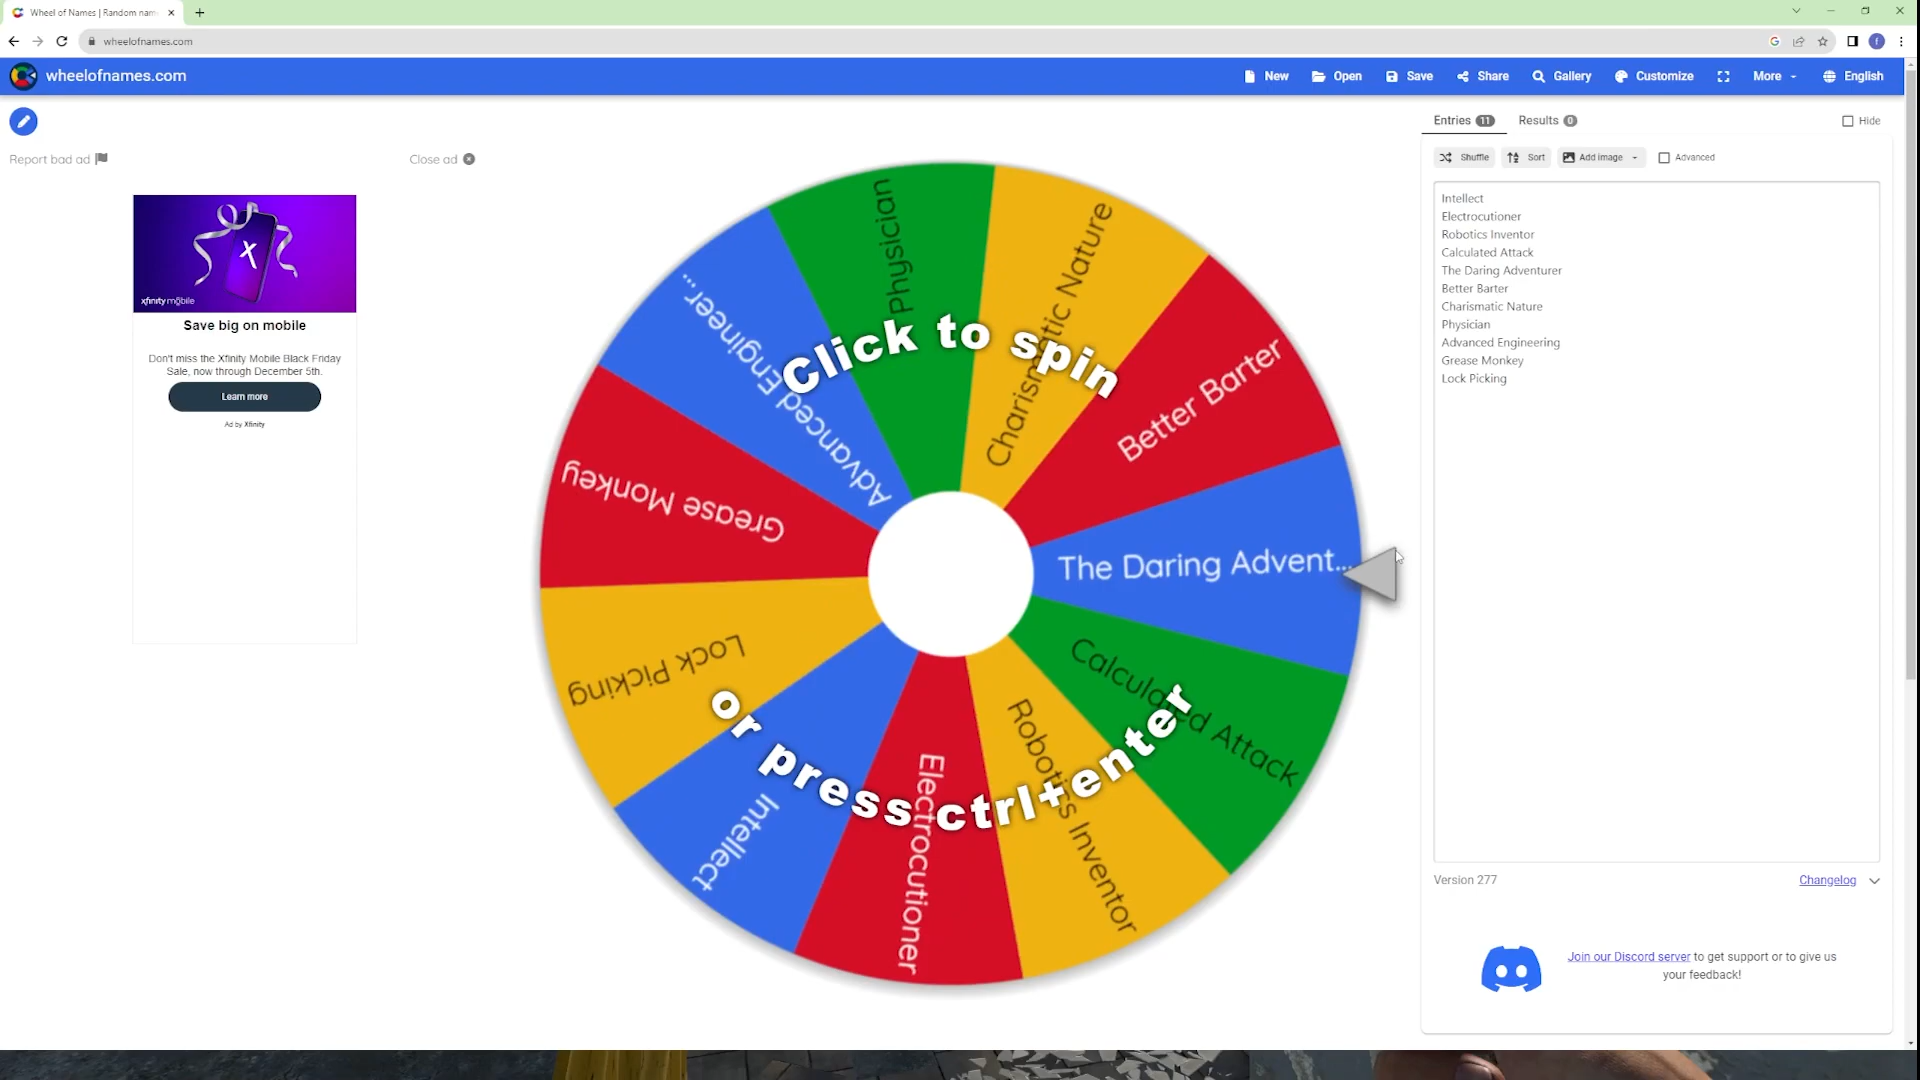 Wheel of Names | Random nam
wheelofnames.com
wheelofnames.com
New
Open
Save
Share
Gallery
Customize
More
English
Report bad ad
Close ad
X
xfinity mobile
Save big on mobile
Don't miss the Xfinity Mobile Black Friday
Sale, now through December 5th.
Learn more
Ad by Xfinity
Click to spin
or press ctrl+enter
Physician
Charismatic Nature
Better Barter
The Daring Advent...
Calculated Attack
Robotics Inventor
Electrocutioner
Intellect
Lock Picking
Grease Monkey
Advanced Engineer...
Entries 11
Results 0
Hide
Shuffle
Sort
Add image
Advanced
Intellect
Electrocutioner
Robotics Inventor
Calculated Attack
The Daring Adventurer
Better Barter
Charismatic Nature
Physician
Advanced Engineering
Grease Monkey
Lock Picking
Version 277
Changelog
Join our Discord server to get support or to give us
your feedback!